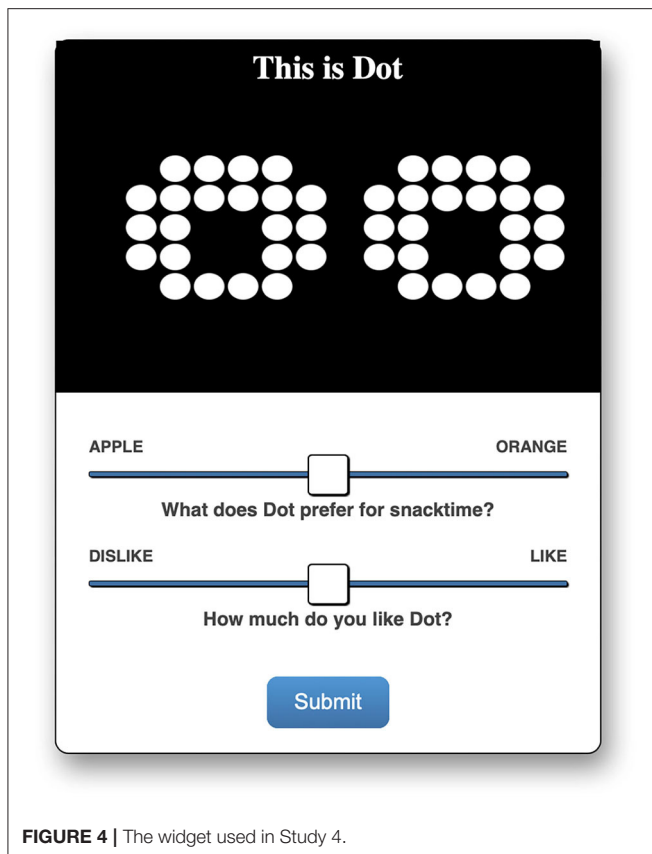 This is Dot
APPLE ORANGE
What does Dot prefer for snacktime?
DISLIKE LIKE
How much do you like Dot?
Submit
FIGURE 4 | The widget used in Study 4.